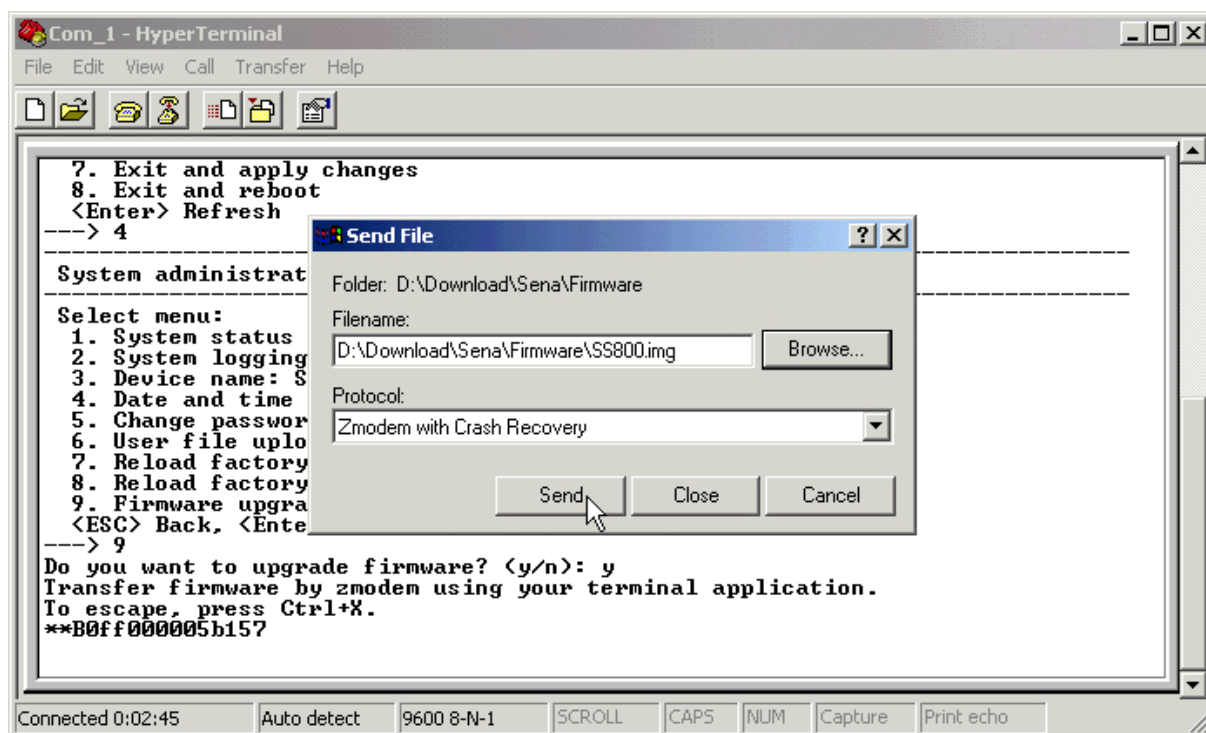 Com_1 - HyperTerminal
File Edit View Call Transfer Help
7. Exit and apply changes
8. Exit and reboot
<Enter> Refresh
---> 4
System administrat
Select menu:
1. System status
2. System logging
3. Device name: S
4. Date and time
5. Change passwor
6. User file uplo
7. Reload factory
8. Reload factory
9. Firmware upgra
<ESC> Back, <Ente
---> 9
Do you want to upgrade firmware? (y/n): y
Transfer firmware by zmodem using your terminal application.
To escape, press Ctrl+X.
**B0ff000005b157
Send File
Folder: D:\Download\Sena\Firmware
Filename:
D:\Download\Sena\Firmware\SS800.img
Browse...
Protocol:
Zmodem with Crash Recovery
Send Close Cancel
Connected 0:02:45 Auto detect 9600 8-N-1 SCROLL CAPS NUM Capture Print echo